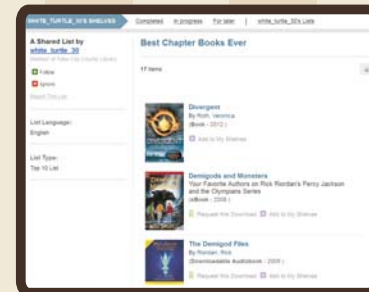 WHITE_TURTLE_30'S SHELVES
Completed
In progress
For later
white_turtle_30's Lists
A Shared List by
white_turtle_30
Follow
Ignore
Report This List
List Language:
English
List Type:
Top 10 List
Best Chapter Books Ever
17 items
Divergent
By Roth, Veronica
(Book - 2012)
Add to My Shelves
Demigods and Monsters
Your Favorite Authors on Rick Riordan's Percy Jackson
and the Olympians Series
(eBook - 2008)
Request this Download
Add to My Shelves
The Demigod Files
By Riordan, Rick
(Downloadable Audiobook - 2009)
Request this Download
Add to My Shelves